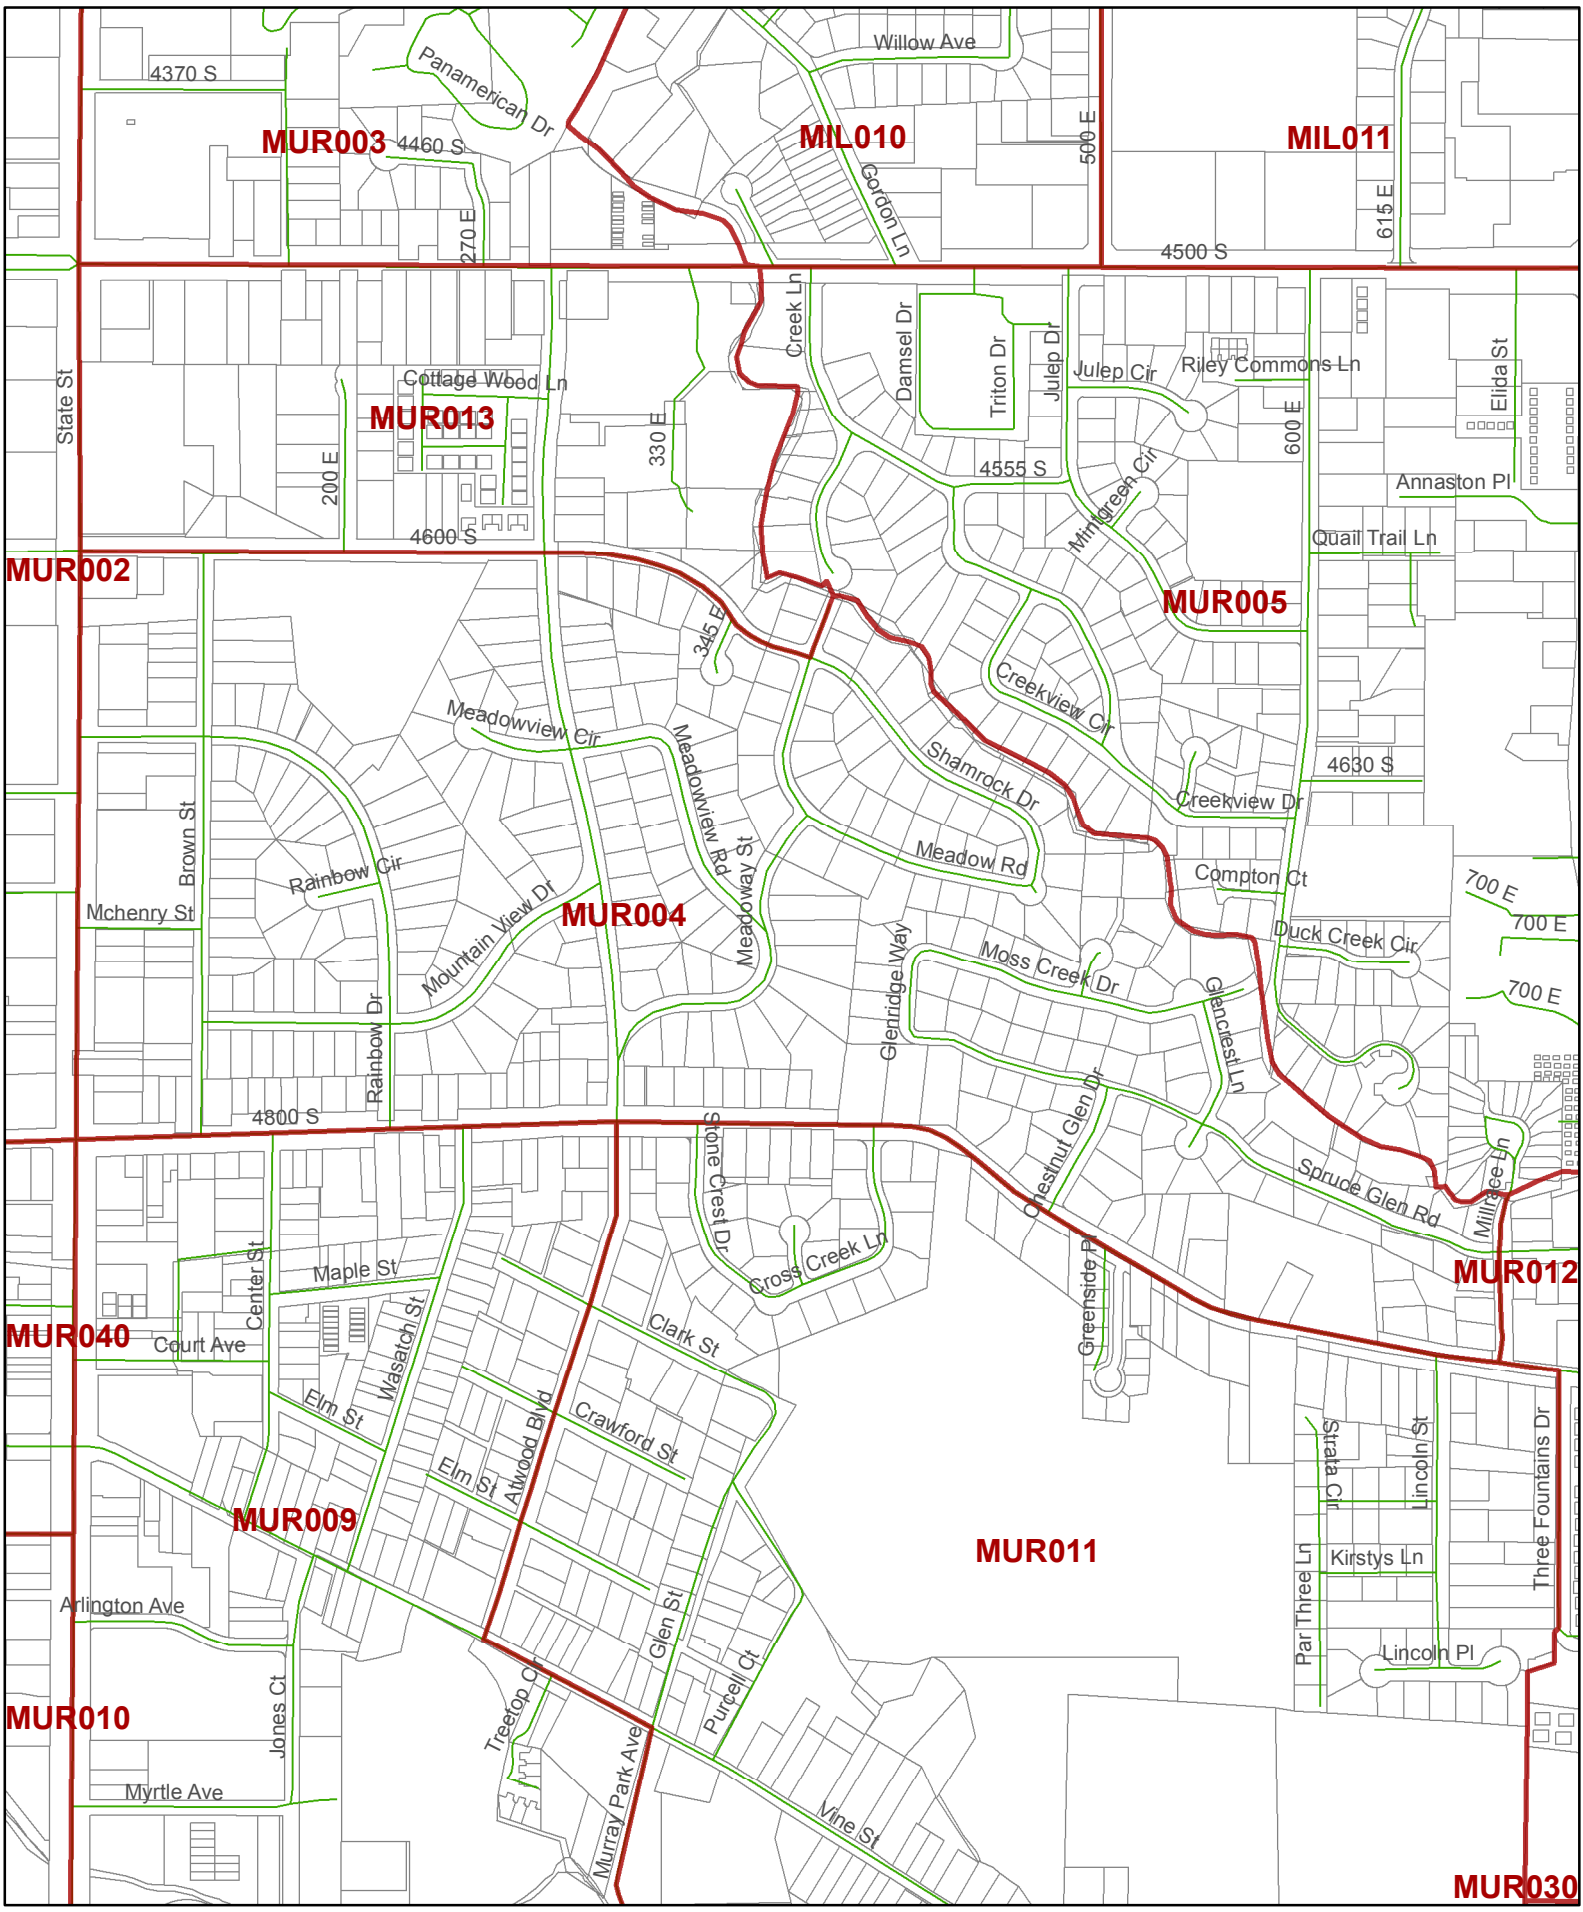 Willow Ave
4370 S
Panamerican Dr
MUR003
4460 S
MIL010
500 E
MIL011
Gordon Ln
270 E
615 E
4500 S
Creek Ln
Damsel Dr
Triton Dr
Julep Dr
Julep Cir
Riley Commons Ln
Elida St
State St
Cottage Wood Ln
MUR013
330 E
600 E
200 E
4555 S
Mintgreen Cir
Annaston Pl
4600 S
Quail Trail Ln
MUR002
MUR005
345 E
Creekview Cir
Meadowview Cir
Meadowview Rd
Shamrock Dr
4630 S
Creekview Dr
Brown St
Meadoway St
Meadow Rd
Rainbow Cir
Compton Ct
700 E
Mchenry St
Mountain View Dr
MUR004
700 E
Duck Creek Cir
Glenridge Way
Moss Creek Dr
700 E
Rainbow Dr
Glencrest Ln
4800 S
Stone Crest Dr
Chestnut Glen Dr
Spruce Glen Rd
Millrace Ln
Center St
Maple St
Cross Creek Ln
Greenside Pl
MUR012
MUR040
Court Ave
Wasatch St
Clark St
Elm St
Atwood Blvd
Crawford St
Elm St
Strata Cir
Lincoln St
Three Fountains Dr
MUR009
MUR011
Kirstys Ln
Par Three Ln
Arlington Ave
Glen St
Lincoln Pl
Treetop Cr
Purcell Ct
MUR010
Jones Ct
Murray Park Ave
Myrtle Ave
Vine St
MUR030